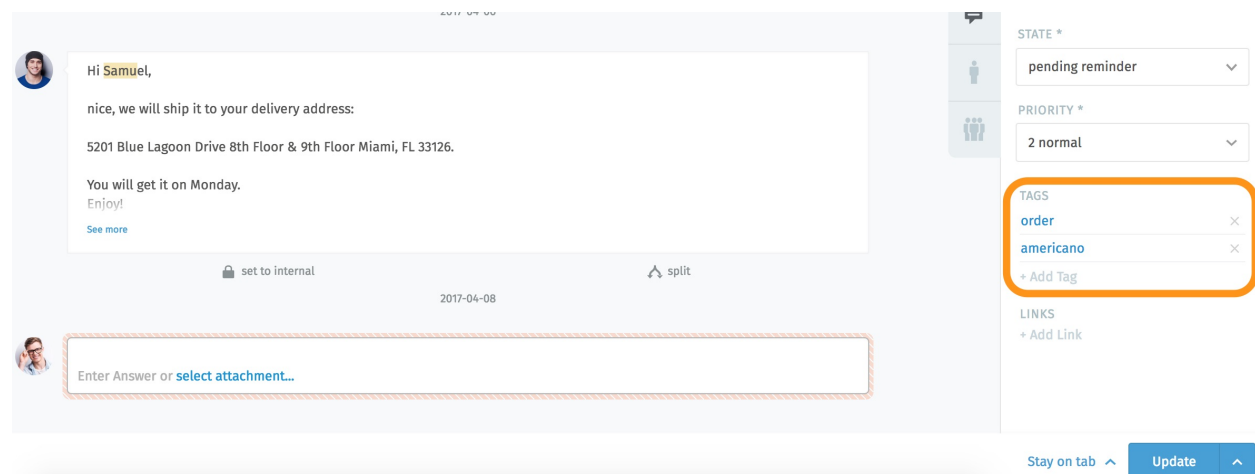 Hi Samuel,
nice, we will ship it to your delivery address:
5201 Blue Lagoon Drive 8th Floor & 9th Floor Miami, FL 33126.
You will get it on Monday.
Enjoy!
See more
set to internal
split
2017-04-08
Enter Answer or select attachment...
STATE *
pending reminder
PRIORITY *
2 normal
TAGS
order
americano
+ Add Tag
LINKS
+ Add Link
Stay on tab
Update